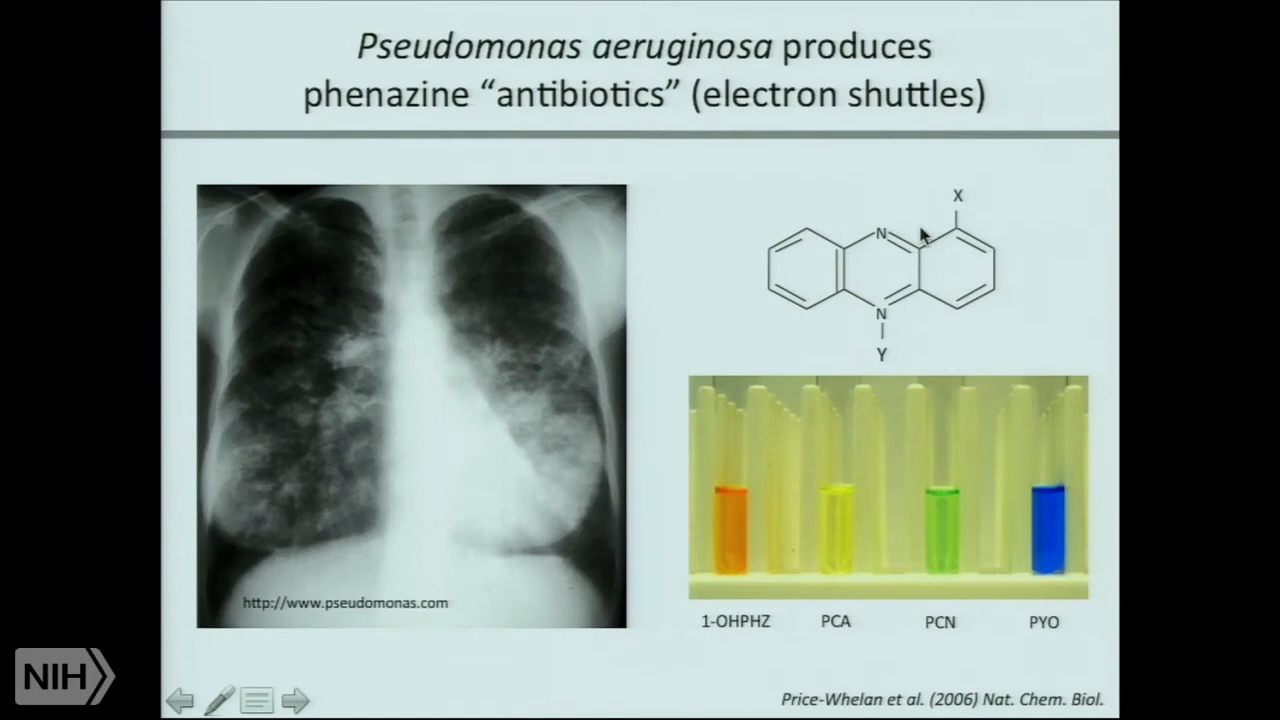 Pseudomonas aeruginosa produces
phenazine “antibiotics” (electron shuttles)
X
N
N
Y
http://www.pseudomonas.com
1-OHPHZ PCA PCN PYO
Price-Whelan et al. (2006) Nat. Chem. Biol.
NIH